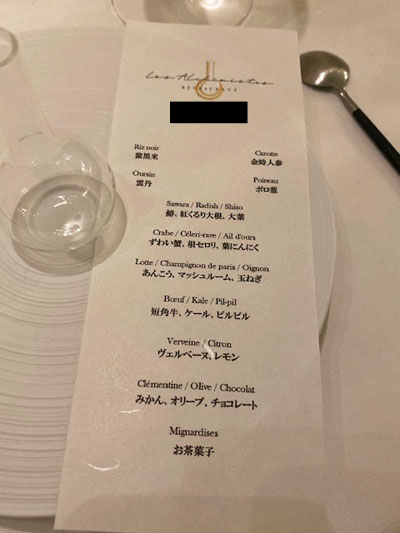 Les Alchimistes
RESTAURANT
Riz noir Carotte
紫黒米 金時人参
Oursin Poireau
雲丹 ポロ葱
Sawara / Radish / Shiso
鰆、紅くるり大根、大葉
Crabe / Céleri-rave / Ail d'ours
ずわい蟹、根セロリ、葉にんにく
Lotte / Champignon de paris / Oignon
あんこう、マッシュルーム、玉ねぎ
Bœuf / Kale / Pil-pil
短角牛、ケール、ピルピル
Verveine / Citron
ヴェルベーヌ、レモン
Clémentine / Olive / Chocolat
みかん、オリーブ、チョコレート
Mignardises
お茶菓子